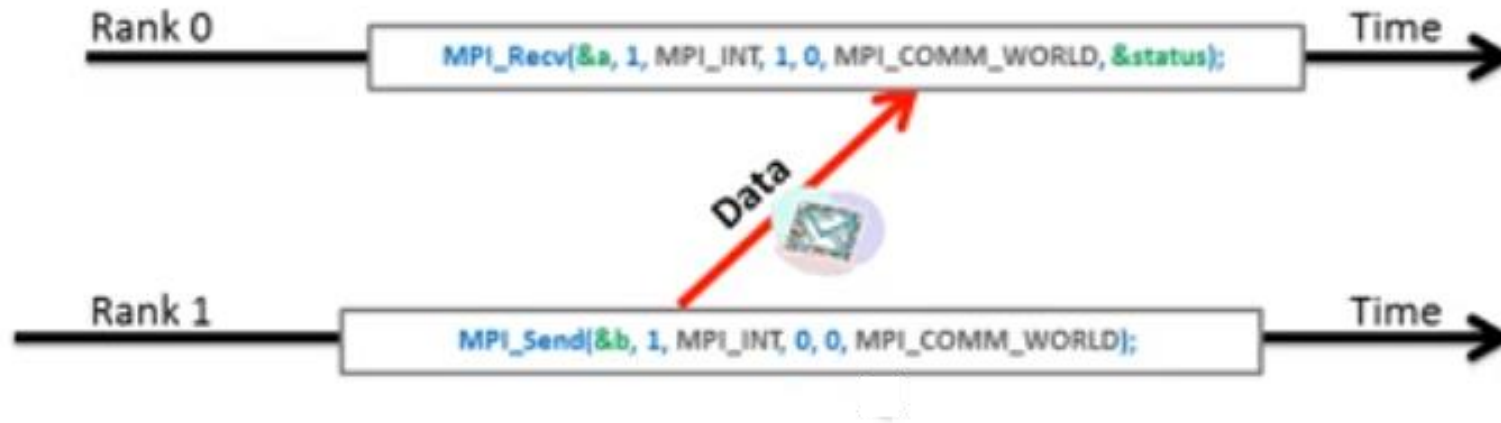 Rank 0
Time
MPI_Recv(&a, 1, MPI_INT, 1, 0, MPI_COMM_WORLD, &status);
Data
Rank 1
Time
MPI_Send(&b, 1, MPI_INT, 0, 0, MPI_COMM_WORLD);